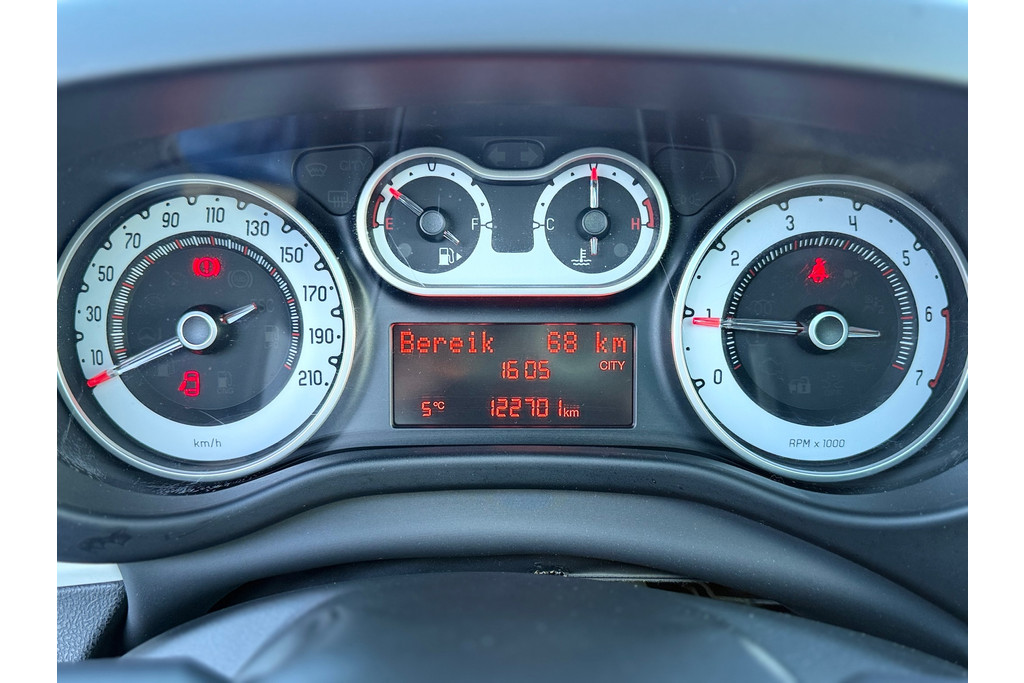 10 30 50 70 90 110 130 150 170 190 210
km/h
E F
C H
CITY
Bereik 68 km
16 05 CITY
5°C 122701 km
0 1 2 3 4 5 6 7
RPM x 1000